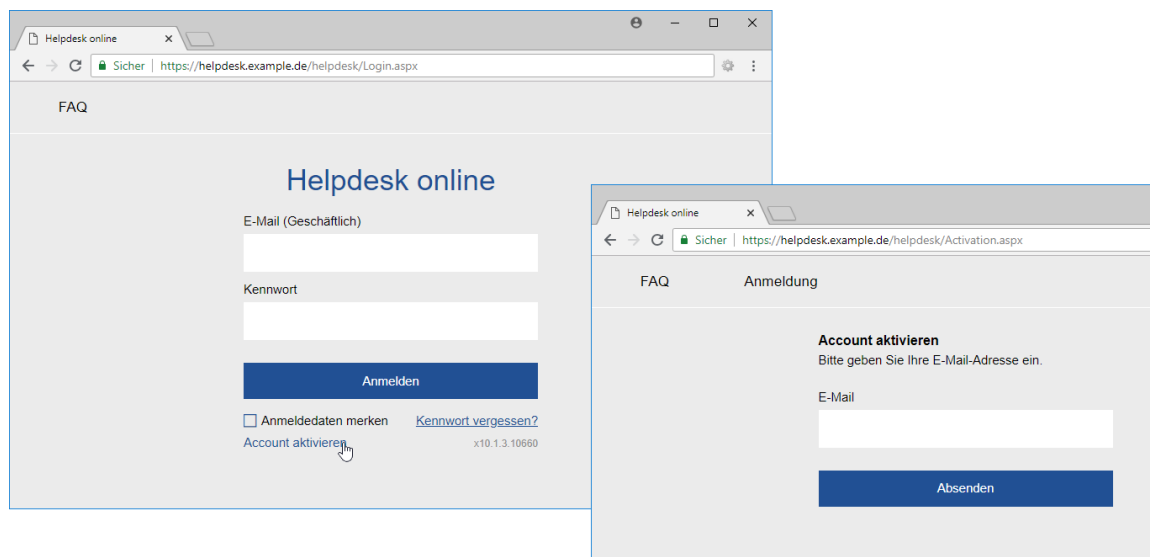 Helpdesk online
Sicher | https://helpdesk.example.de/helpdesk/Login.aspx
FAQ
Helpdesk online
E-Mail (Geschäftlich)
Kennwort
Anmelden
Anmeldedaten merken Kennwort vergessen?
Account aktivieren x10.1.3.10660
Helpdesk online
Sicher | https://helpdesk.example.de/helpdesk/Activation.aspx
FAQ Anmeldung
Account aktivieren
Bitte geben Sie Ihre E-Mail-Adresse ein.
E-Mail
Absenden